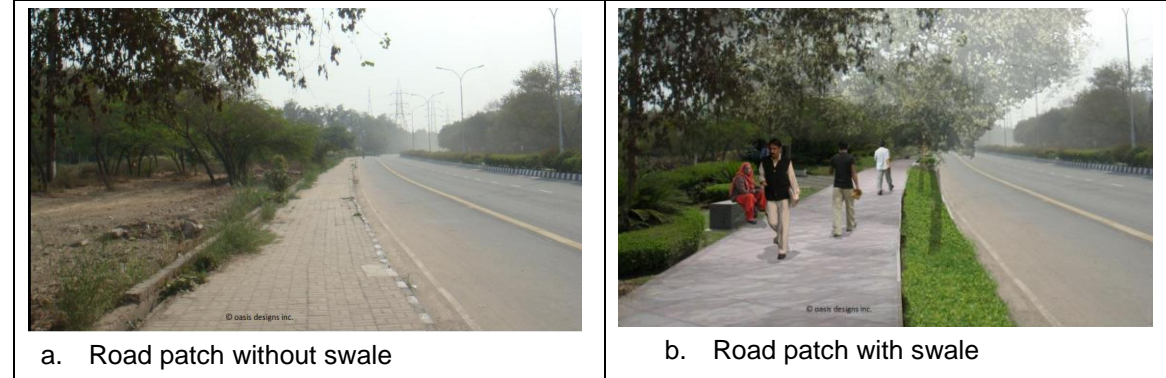 © oasis designs inc.
© oasis designs inc.
a. Road patch without swale
b. Road patch with swale